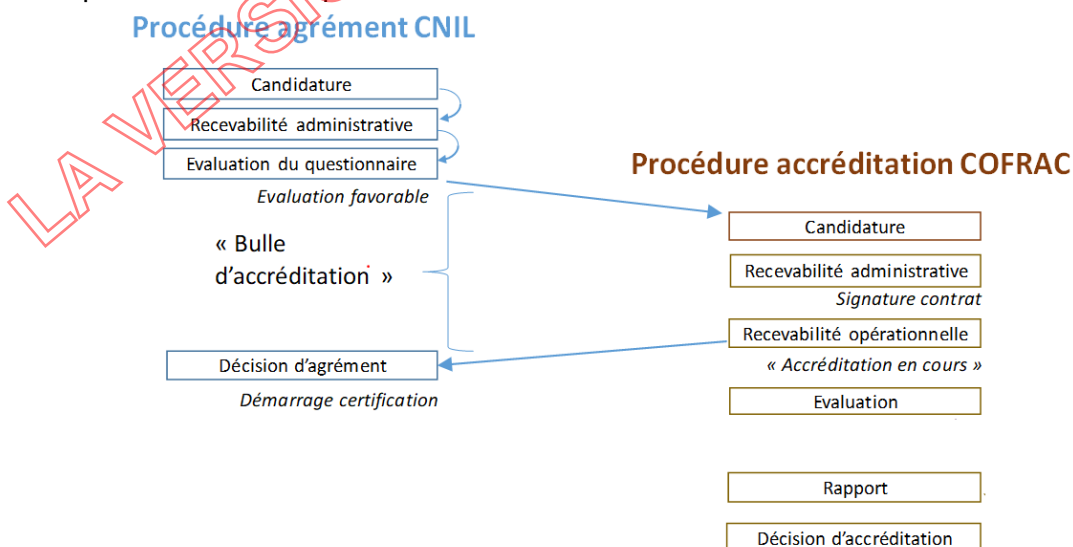 Procédure agrément CNIL
Candidature
Recevabilité administrative
Evaluation du questionnaire
Evaluation favorable
« Bulle
d’accréditation »
Décision d’agrément
Démarrage certification
Procédure accréditation COFRAC
Candidature
Recevabilité administrative
Signature contrat
Recevabilité opérationnelle
« Accréditation en cours »
Evaluation
Rapport
Décision d’accréditation
LA VERSI